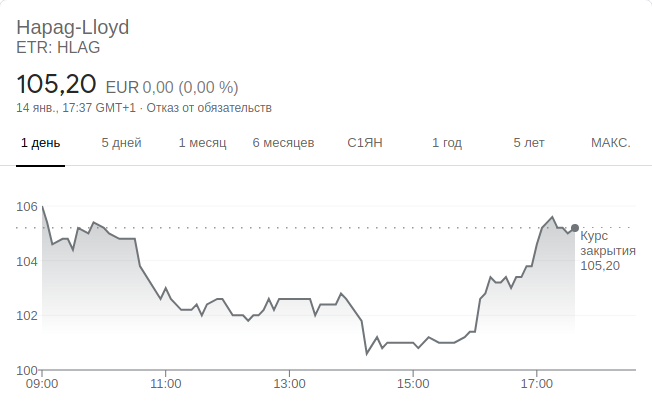 Hapag-Lloyd
ETR: HLAG
105,20 EUR 0,00 (0,00 %)
14 янв., 17:37 GMT+1 · Отказ от обязательств
1 день 5 дней 1 месяц 6 месяцев С1ЯН 1 год 5 лет МАКС.
106
104
102
100
Курс
закрытия
105,20
09:00 11:00 13:00 15:00 17:00